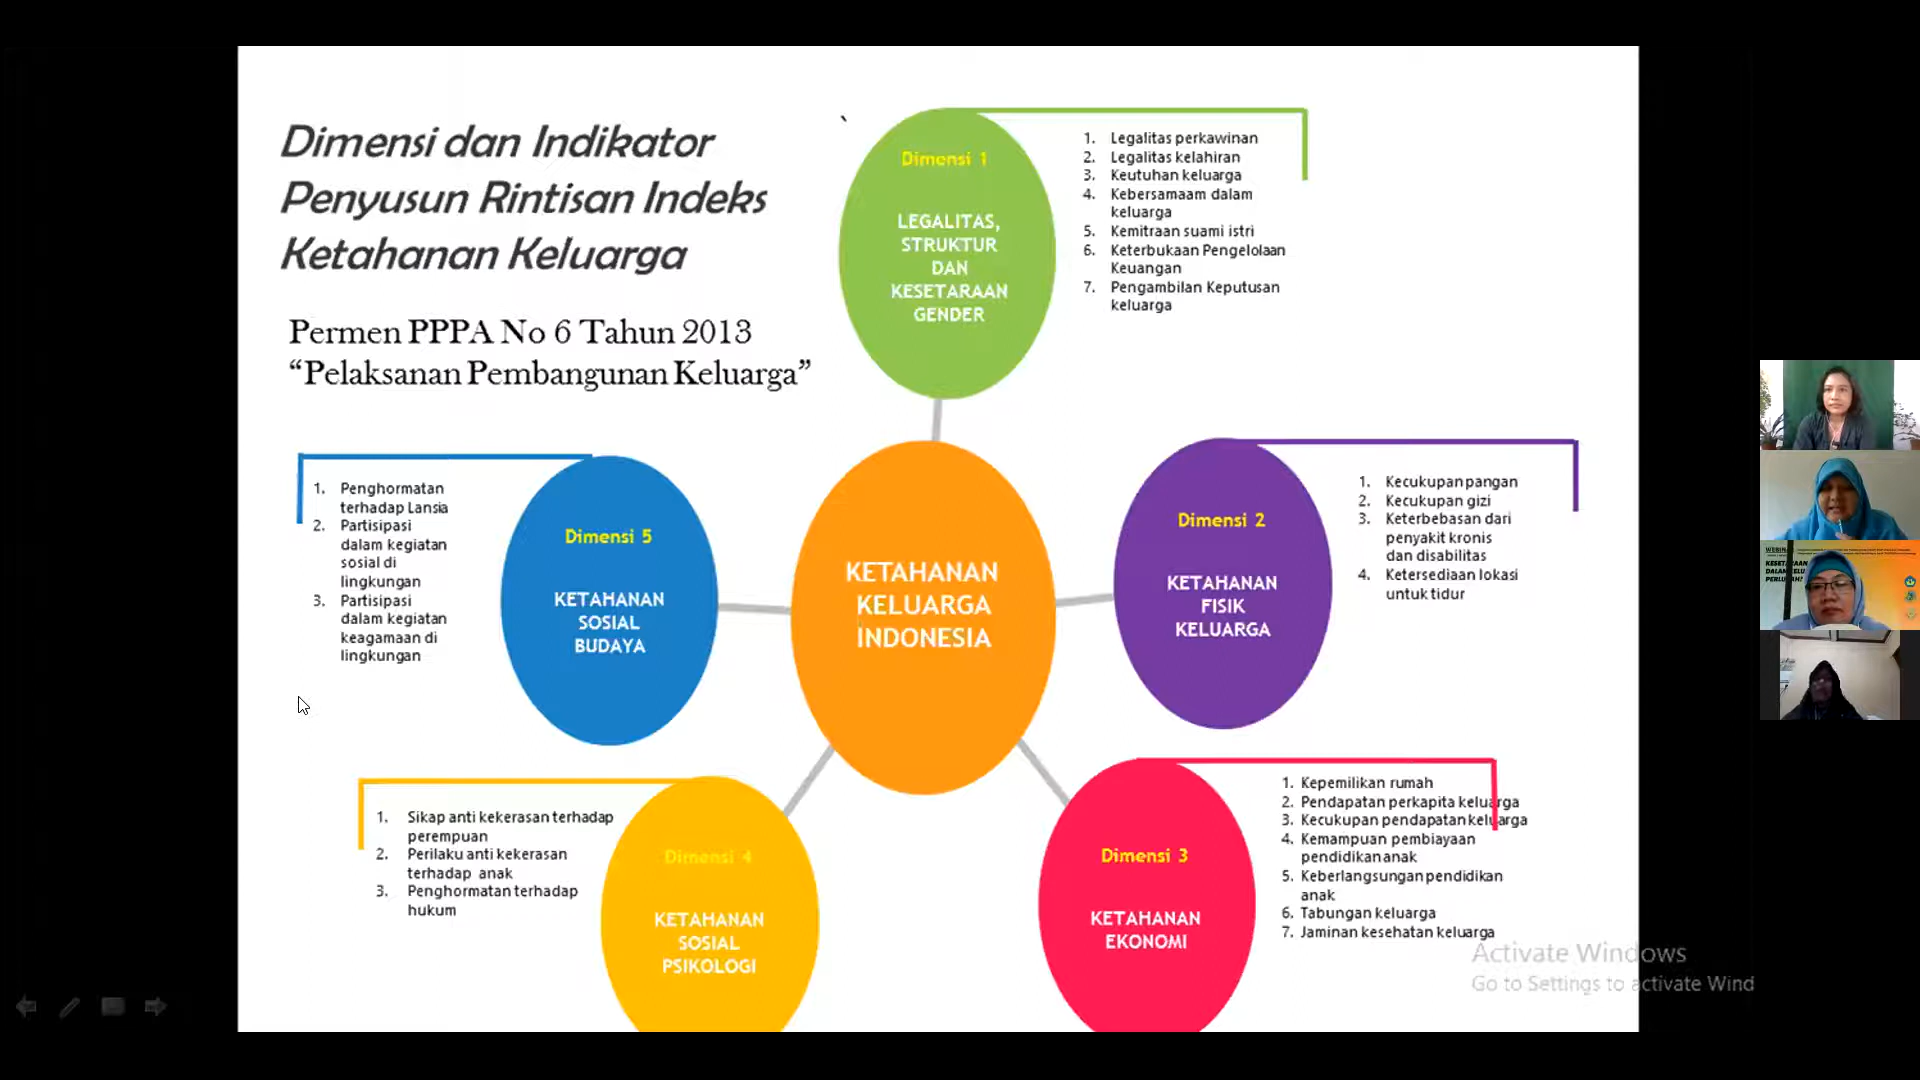 Dimensi dan Indikator
Penyusun Rintisan Indeks
Ketahanan Keluarga
Permen PPPA No 6 Tahun 2013
“Pelaksanan Pembangunan Keluarga”
Dimensi 1
LEGALITAS,
STRUKTUR
DAN
KESETARAAN
GENDER
1. Legalitas perkawinan
2. Legalitas kelahiran
3. Keutuhan keluarga
4. Kebersamaam dalam
keluarga
5. Kemitraan suami istri
6. Keterbukaan Pengelolaan
Keuangan
7. Pengambilan Keputusan
keluarga
KETAHANAN
KELUARGA
INDONESIA
Dimensi 2
KETAHANAN
FISIK
KELUARGA
1. Kecukupan pangan
2. Kecukupan gizi
3. Keterbebasan dari
penyakit kronis
dan disabilitas
4. Ketersediaan lokasi
untuk tidur
Dimensi 3
KETAHANAN
EKONOMI
1. Kepemilikan rumah
2. Pendapatan perkapita keluarga
3. Kecukupan pendapatan keluarga
4. Kemampuan pembiayaan
pendidikan anak
5. Keberlangsungan pendidikan
anak
6. Tabungan keluarga
7. Jaminan kesehatan keluarga
Dimensi 4
KETAHANAN
SOSIAL
PSIKOLOGI
1. Sikap anti kekerasan terhadap
perempuan
2. Perilaku anti kekerasan
terhadap anak
3. Penghormatan terhadap
hukum
Dimensi 5
KETAHANAN
SOSIAL
BUDAYA
1. Penghormatan
terhadap Lansia
2. Partisipasi
dalam kegiatan
sosial di
lingkungan
3. Partisipasi
dalam kegiatan
keagamaan di
lingkungan
Activate Windows
Go to Settings to activate Wind